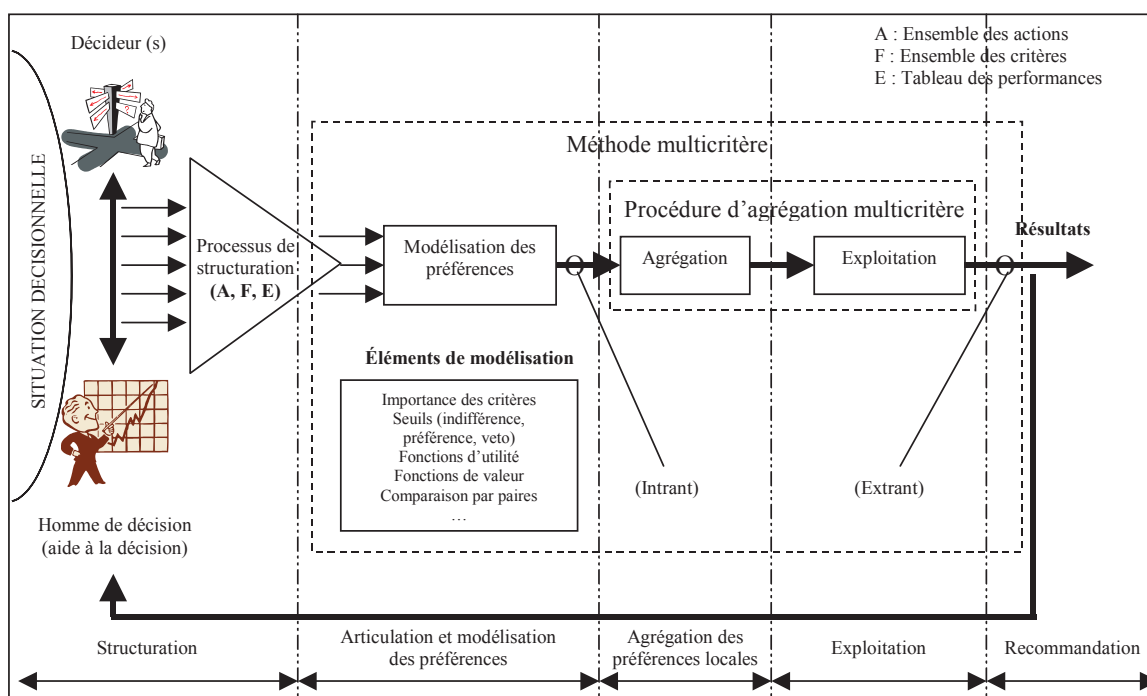 Décideur (s)
A : Ensemble des actions
F : Ensemble des critères
E : Tableau des performances
SITUATION DECISIONNELLE
?
Méthode multicritère
Procédure d’agrégation multicritère
Résultats
Processus de
structuration
(A, F, E)
Modélisation des
préférences
Agrégation
Exploitation
Éléments de modélisation
Importance des critères
Seuils (indifférence,
préférence, veto)
Fonctions d’utilité
Fonctions de valeur
Comparaison par paires
…
(Intrant)
(Extrant)
Homme de décision
(aide à la décision)
Structuration
Articulation et modélisation
des préférences
Agrégation des
préférences locales
Exploitation
Recommandation